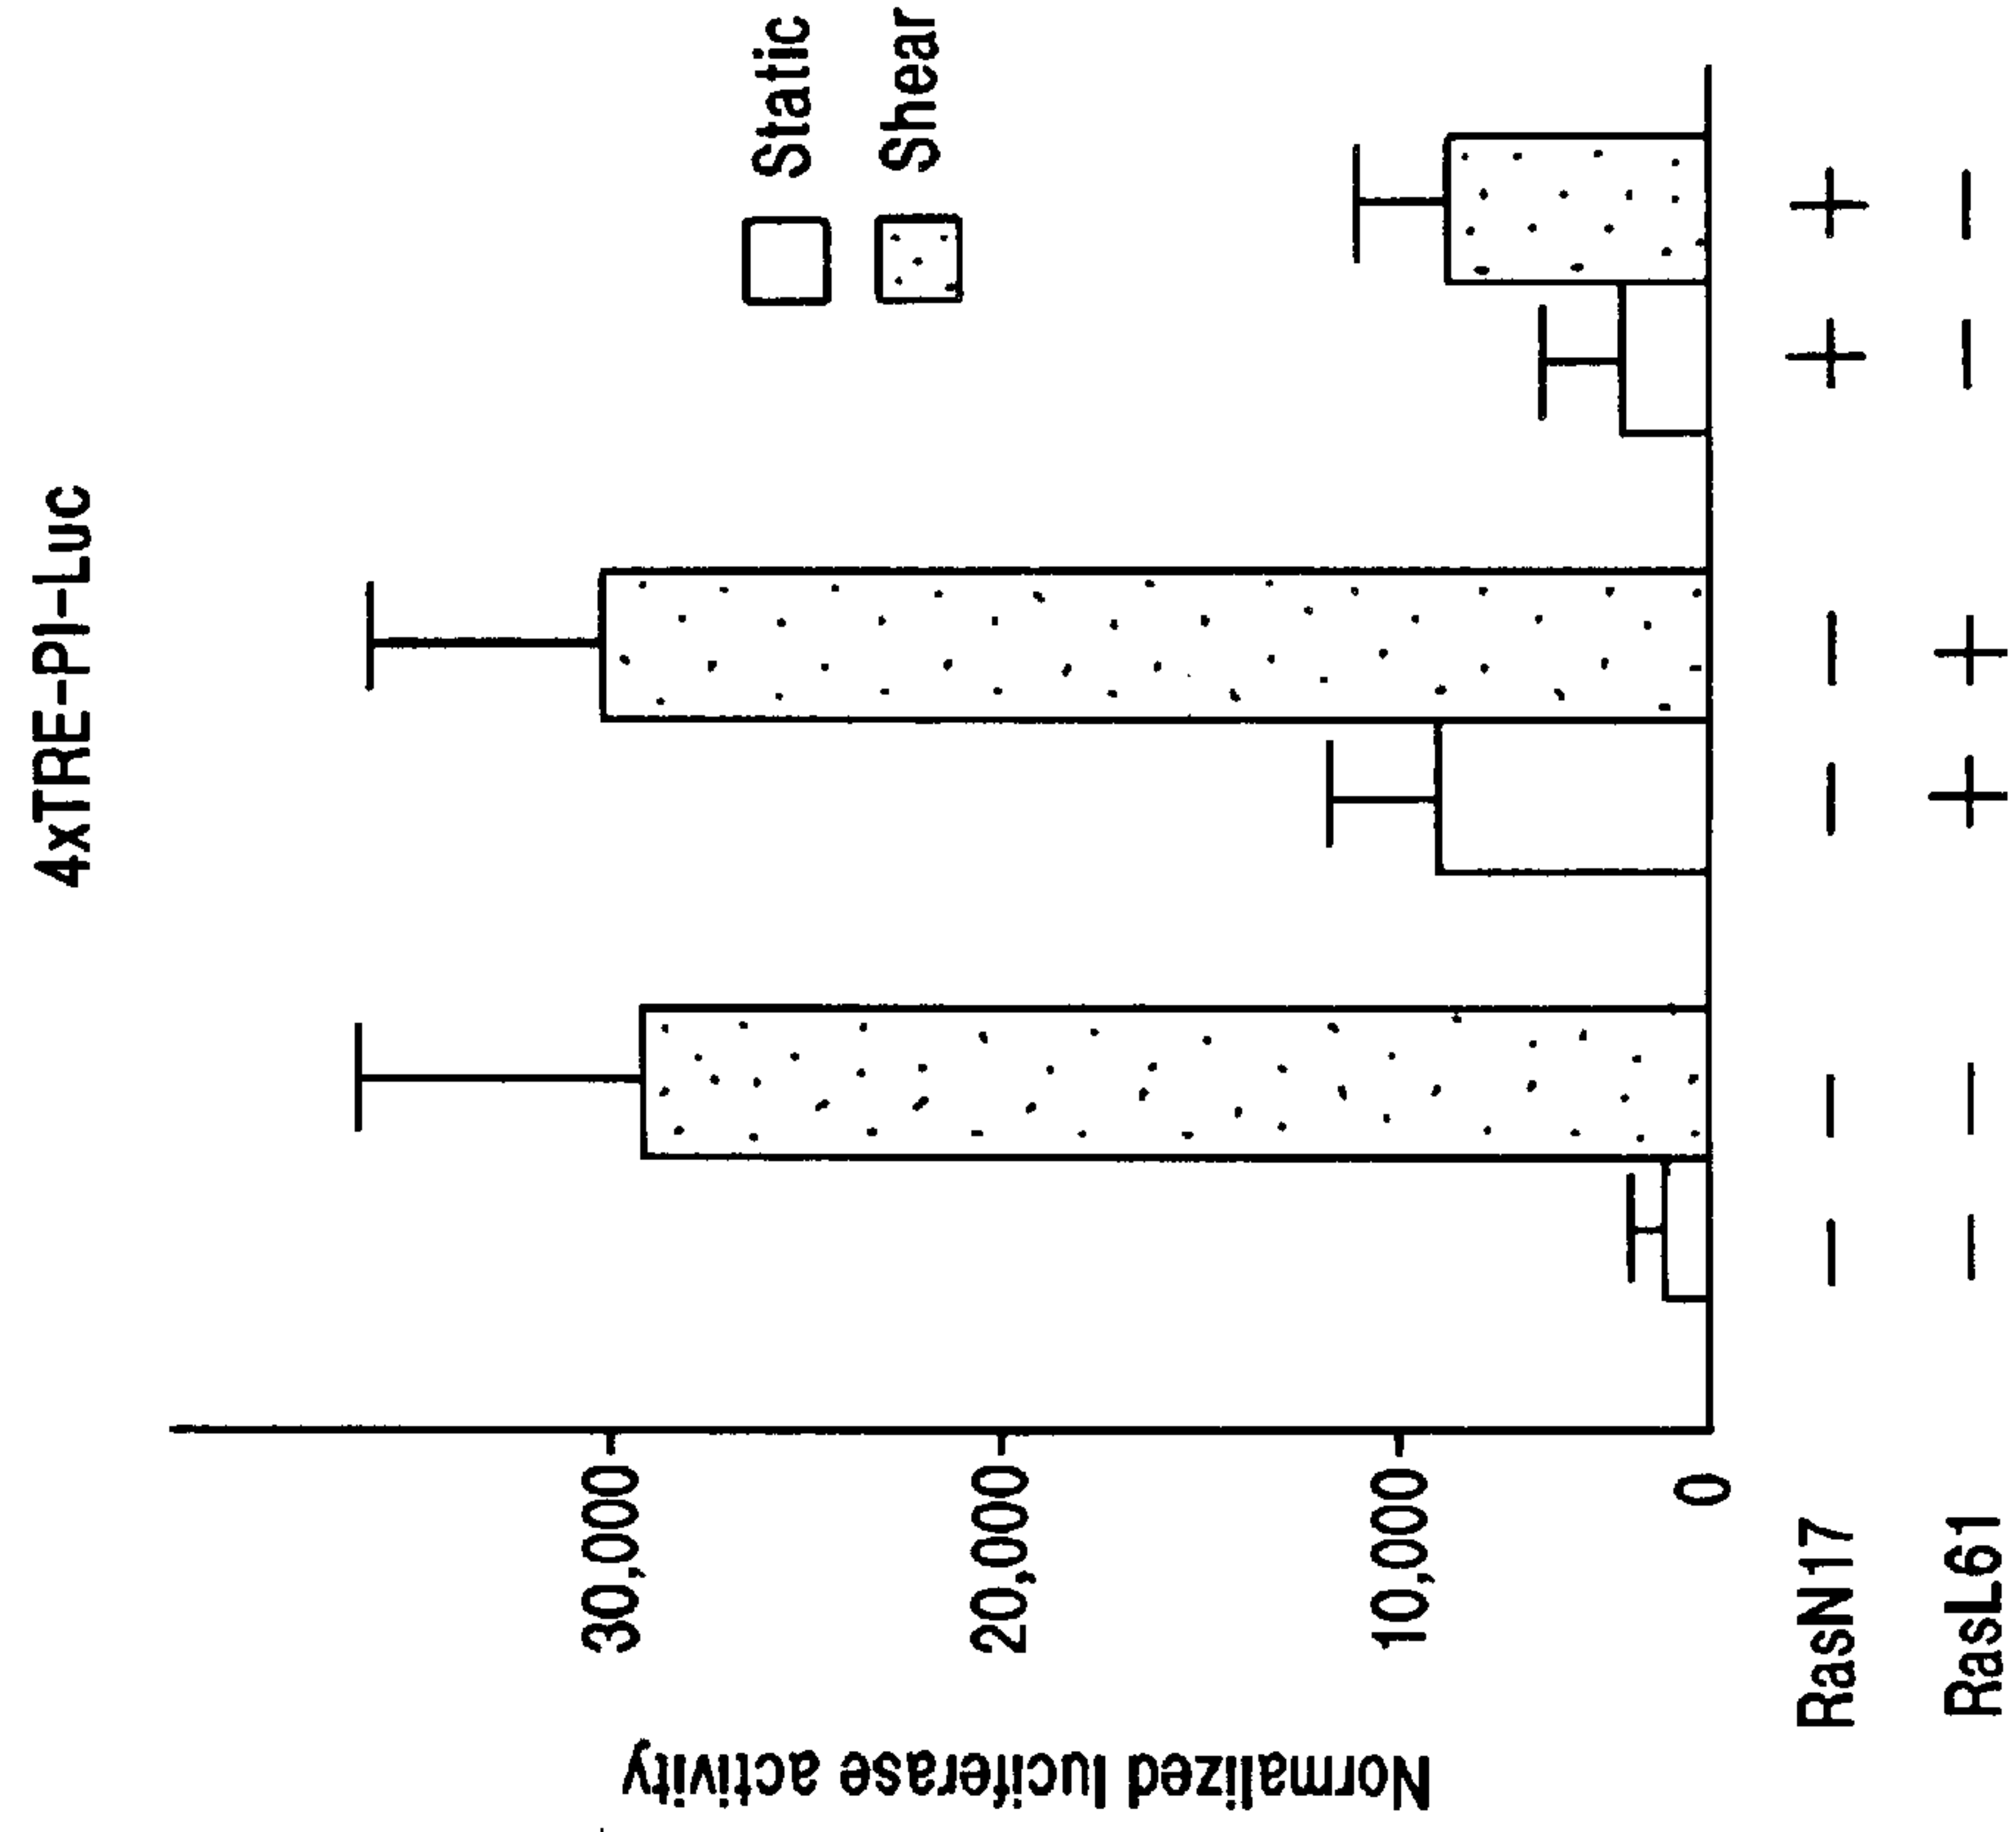 4xTRE-PI-Luc
Static
Shear
Normalized luciferase activity
30,000
20,000
10,000
0
RasN17 − − − − + +
RasL61 − − + + − −